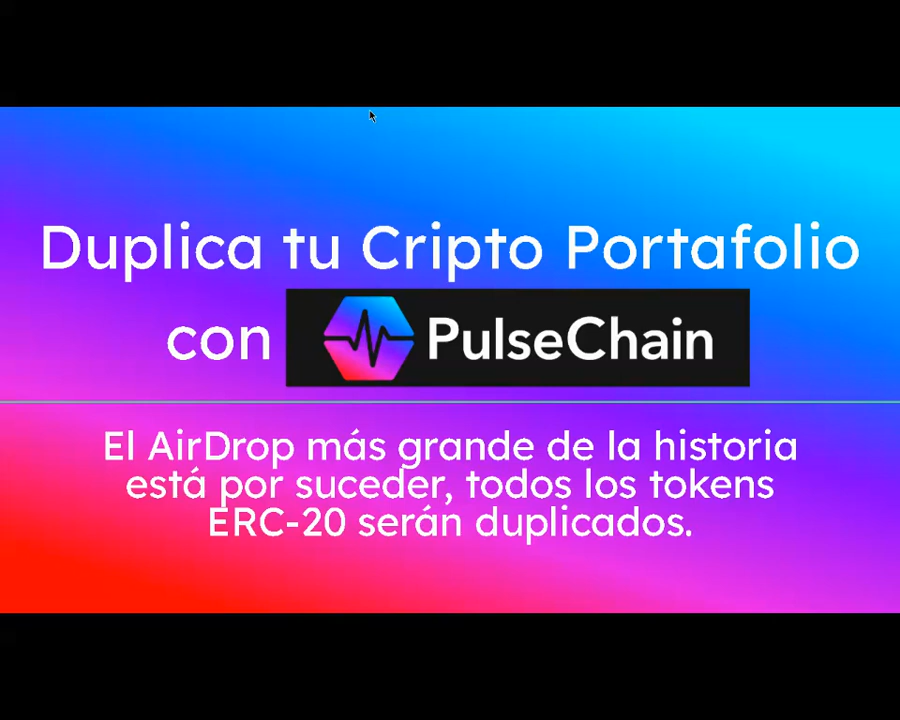 Duplica tu Cripto Portafolio
con PulseChain
El AirDrop más grande de la historia
está por suceder, todos los tokens
ERC-20 serán duplicados.